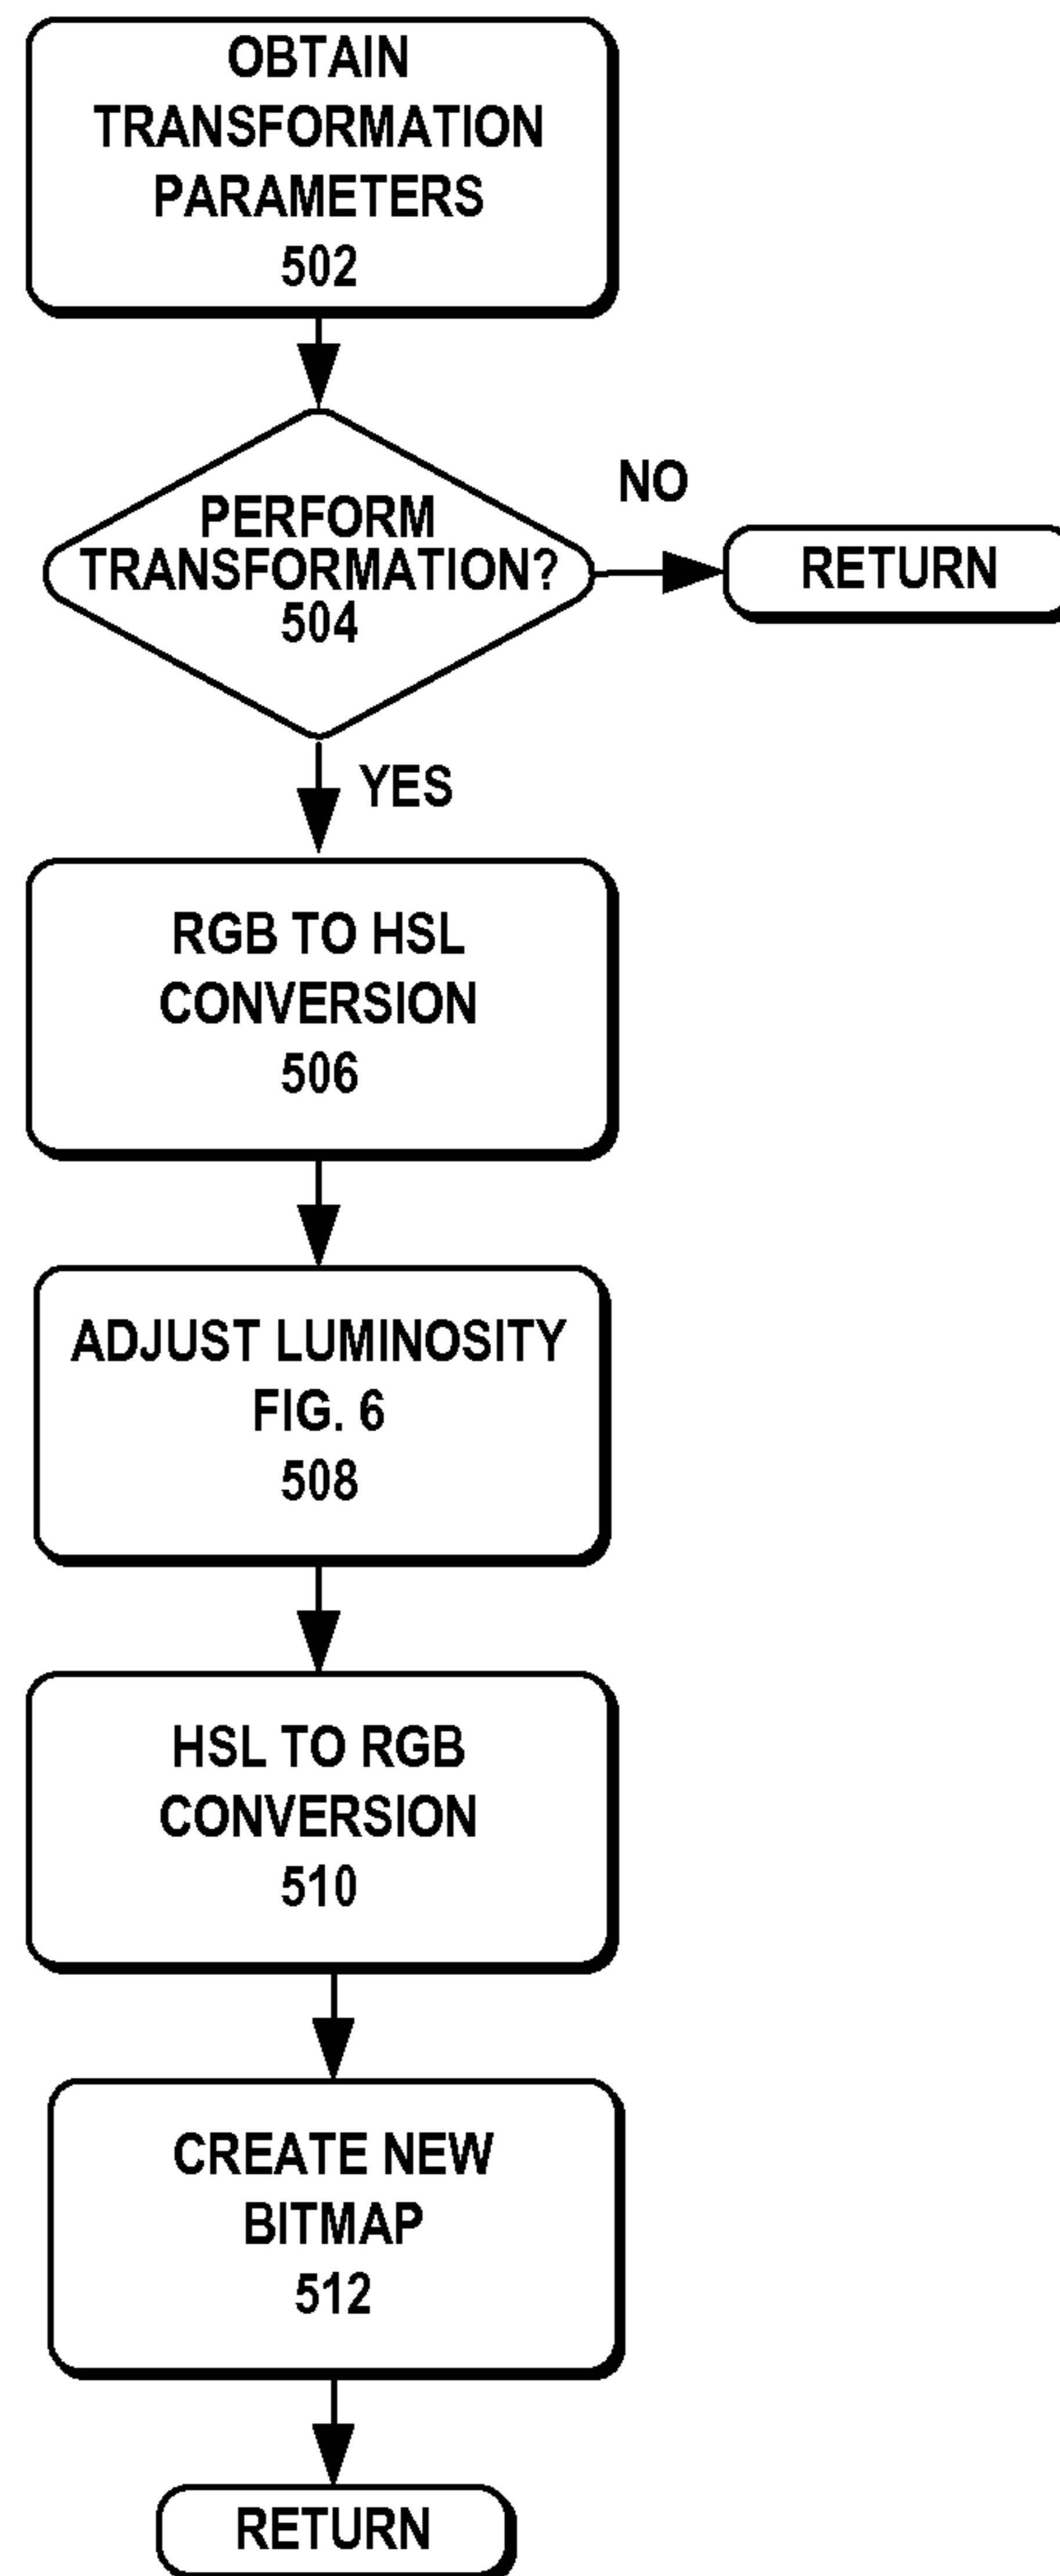 OBTAIN
TRANSFORMATION
PARAMETERS
502
PERFORM
TRANSFORMATION?
504
NO
RETURN
YES
RGB TO HSL
CONVERSION
506
ADJUST LUMINOSITY
FIG. 6
508
HSL TO RGB
CONVERSION
510
CREATE NEW
BITMAP
512
RETURN